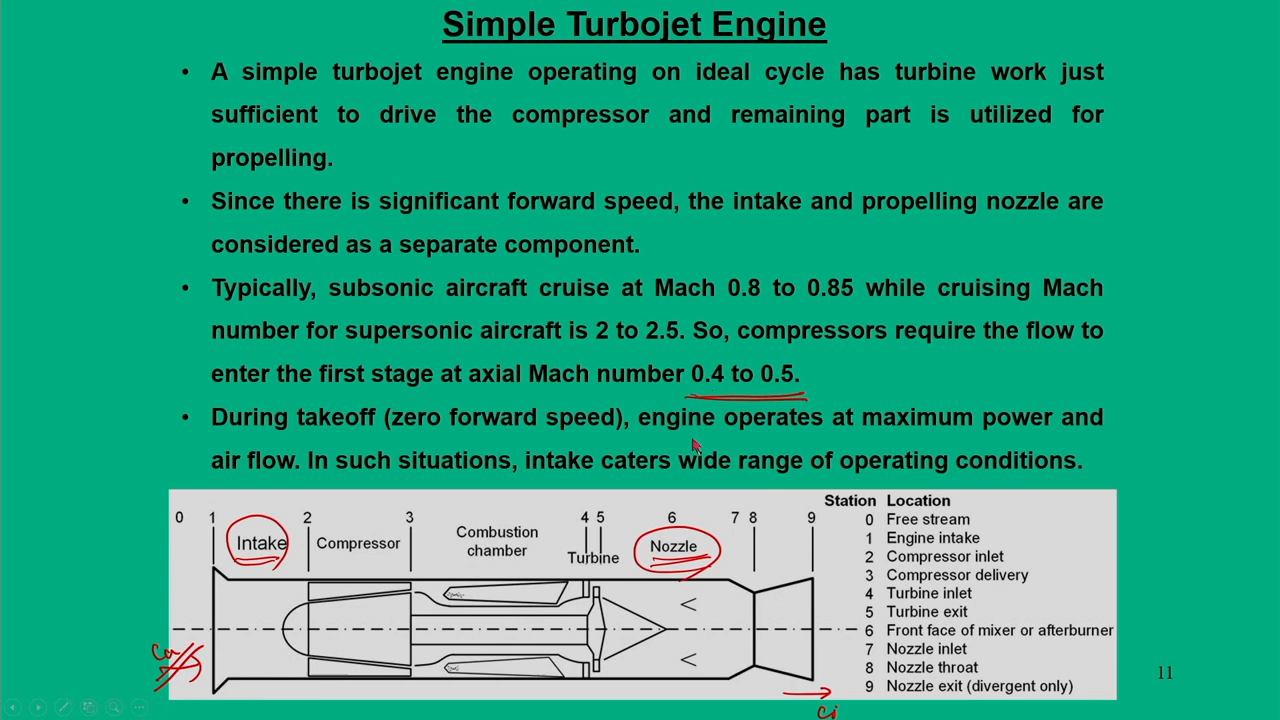 Simple Turbojet Engine
• A simple turbojet engine operating on ideal cycle has turbine work just
sufficient to drive the compressor and remaining part is utilized for
propelling.
• Since there is significant forward speed, the intake and propelling nozzle are
considered as a separate component.
• Typically, subsonic aircraft cruise at Mach 0.8 to 0.85 while cruising Mach
number for supersonic aircraft is 2 to 2.5. So, compressors require the flow to
enter the first stage at axial Mach number 0.4 to 0.5.
• During takeoff (zero forward speed), engine operates at maximum power and
air flow. In such situations, intake caters wide range of operating conditions.
0 1 2 3 4 5 6 7 8 9
Intake
Compressor
Combustion
chamber
Turbine
Nozzle
Station Location
0 Free stream
1 Engine intake
2 Compressor inlet
3 Compressor delivery
4 Turbine inlet
5 Turbine exit
6 Front face of mixer or afterburner
7 Nozzle inlet
8 Nozzle throat
9 Nozzle exit (divergent only)
Ca
11